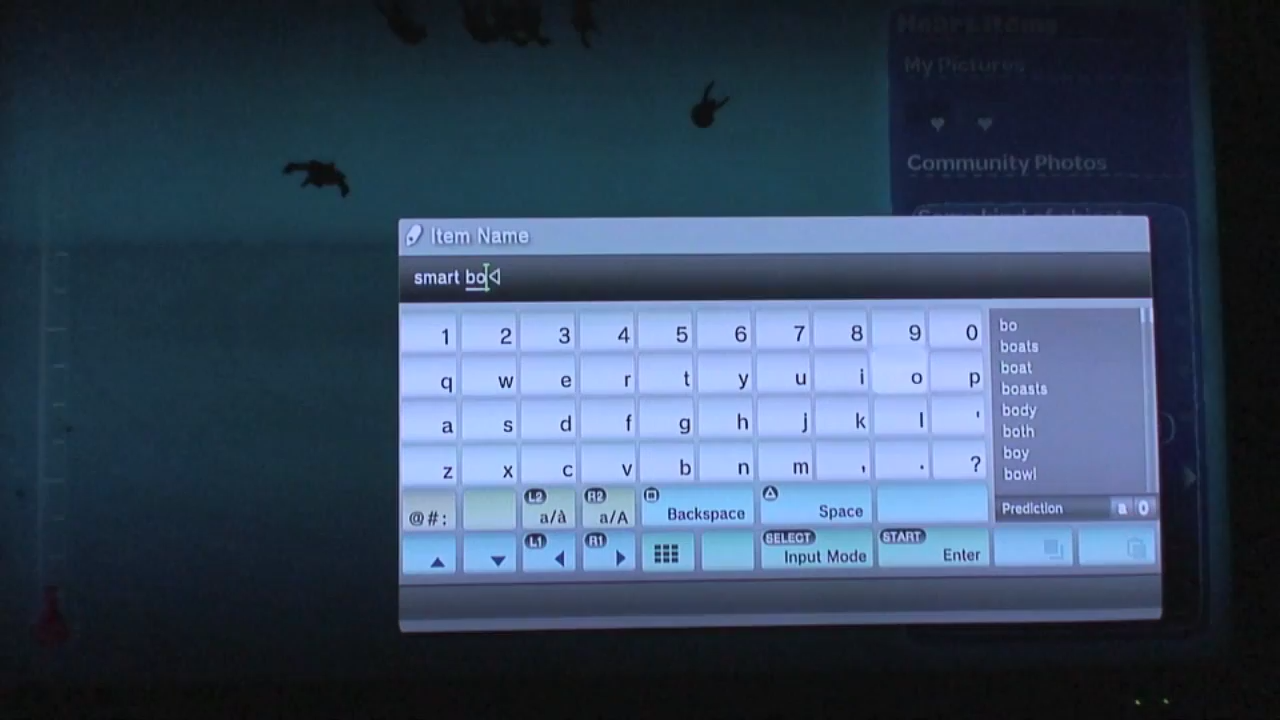 My Pictures
Community Photos
Item Name
smart bo
1 2 3 4 5 6 7 8 9 0
q w e r t y u i o p
a s d f g h j k l '
z x c v b n m , . ?
bo
boats
boat
boasts
body
both
boy
bowl
@#: L2 a/à R2 a/A Backspace Space Prediction a
L1 R1 SELECT Input Mode START Enter